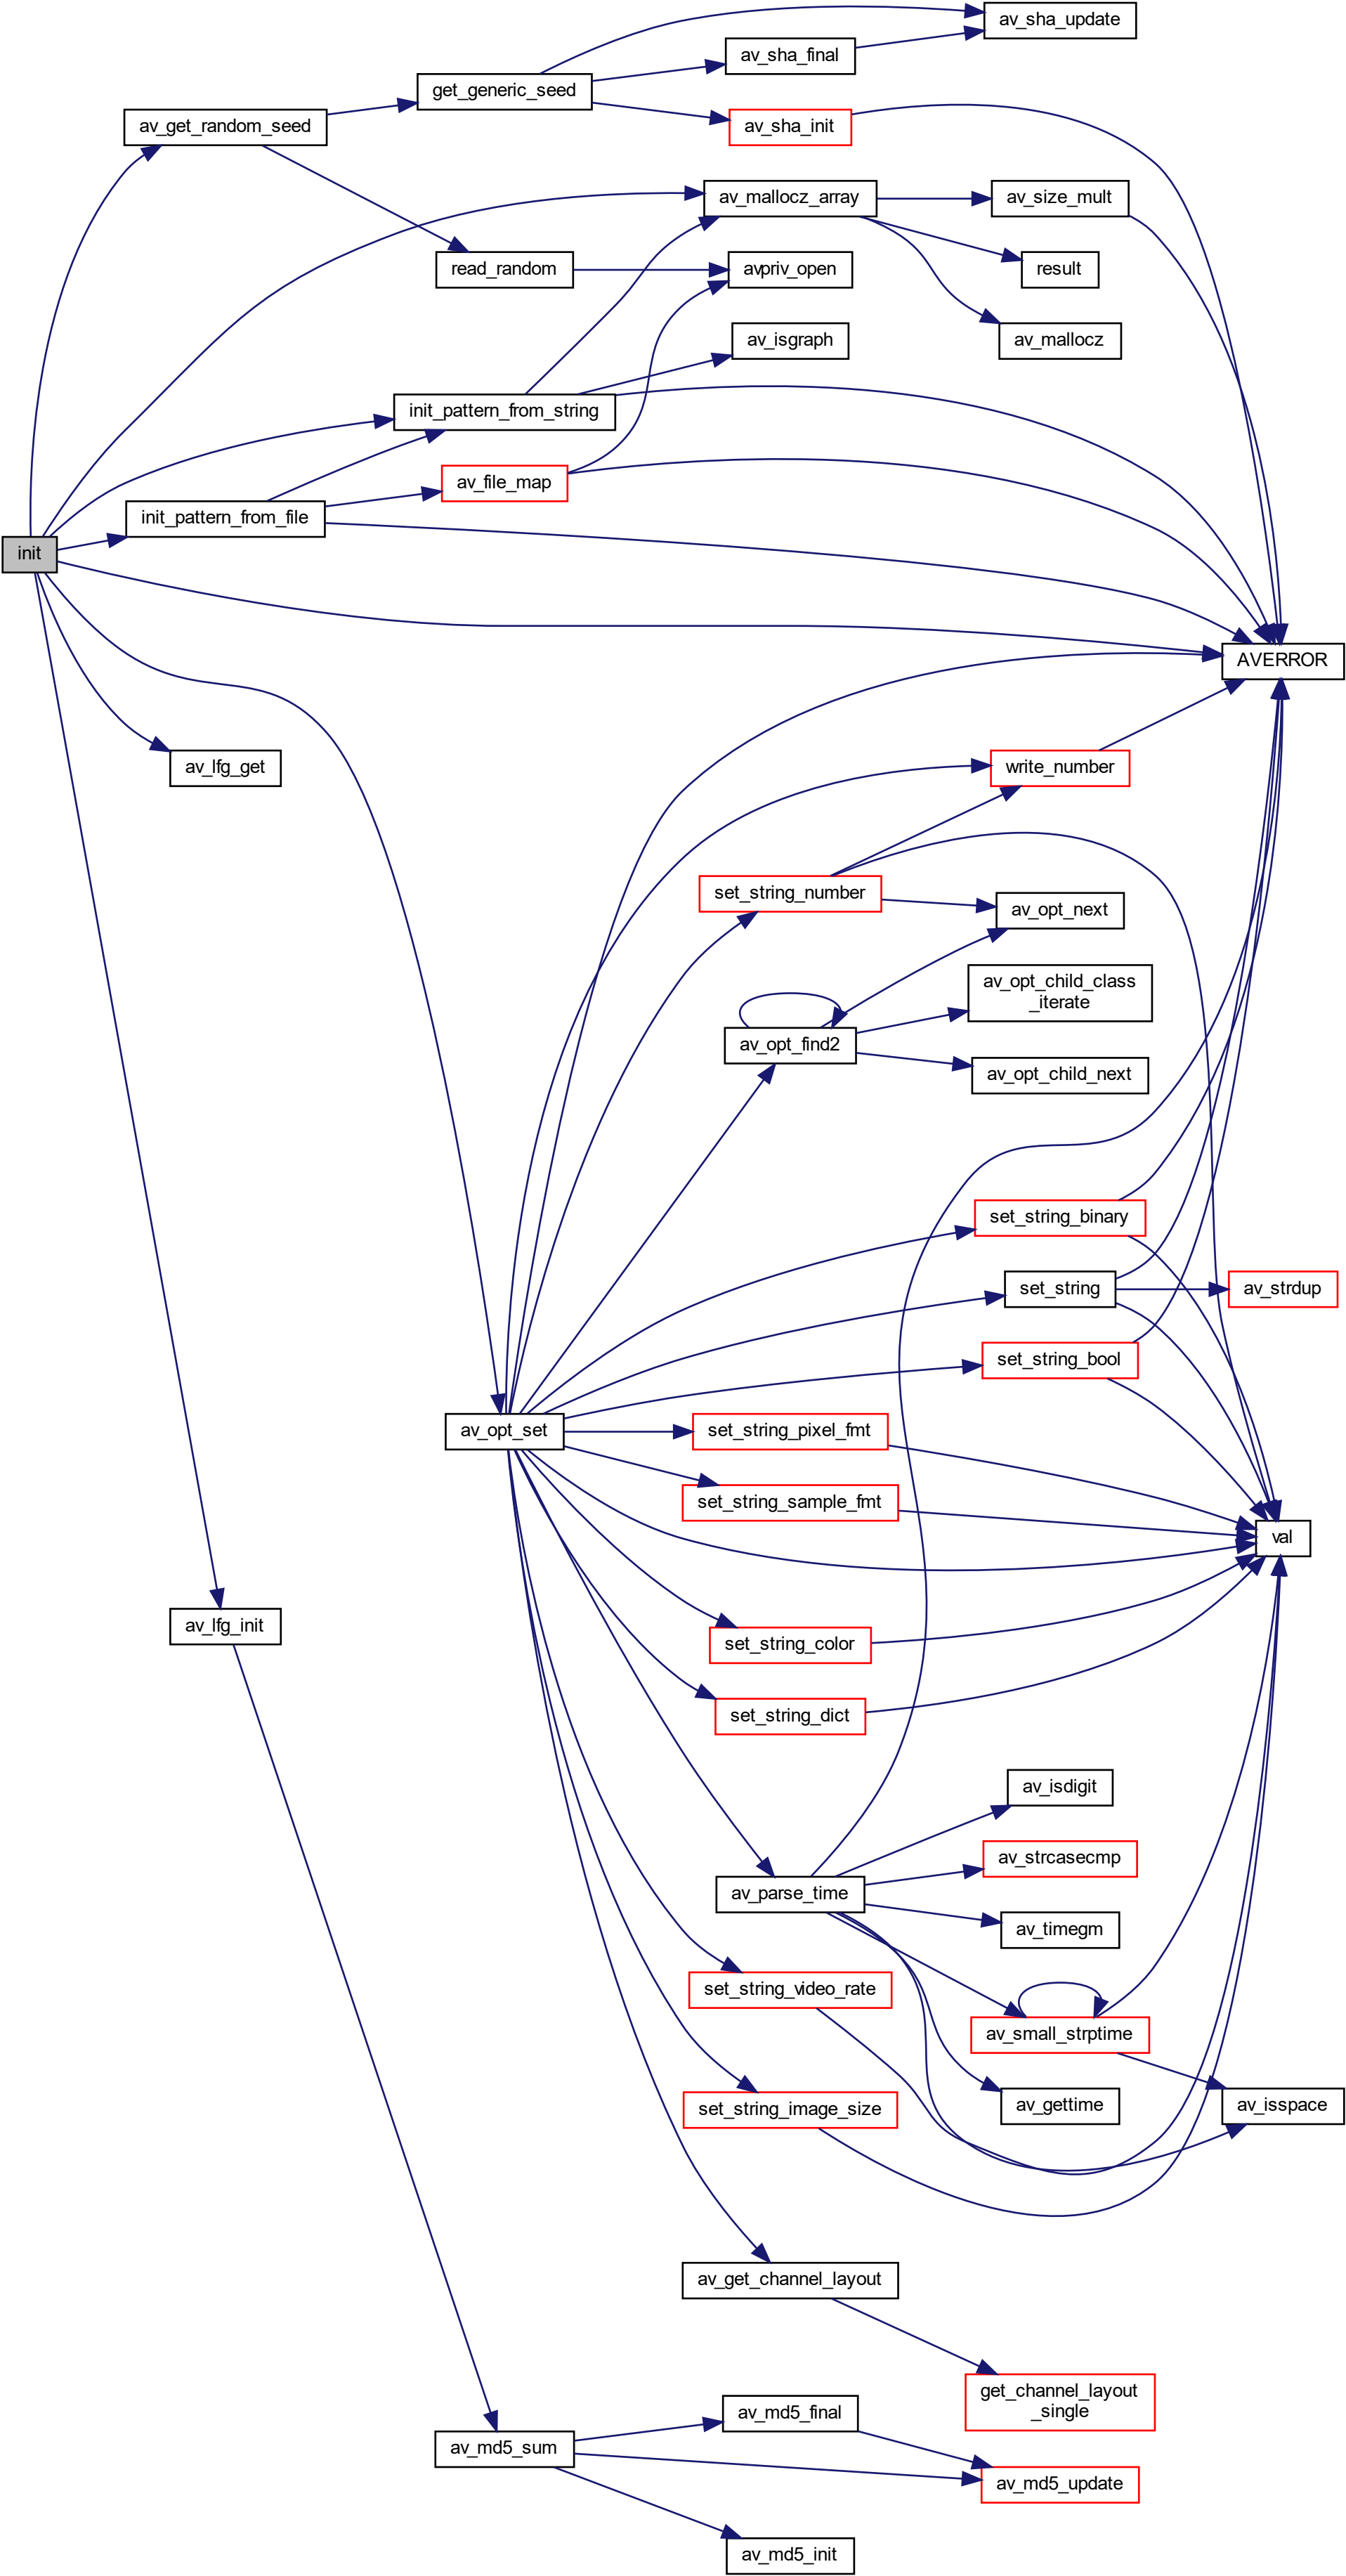 av_sha_update
av_sha_final
get_generic_seed
av_sha_init
av_get_random_seed
av_mallocz_array
av_size_mult
read_random
avpriv_open
result
av_isgraph
av_mallocz
init_pattern_from_string
av_file_map
init_pattern_from_file
init
AVERROR
av_lfg_get
write_number
set_string_number
av_opt_next
av_opt_child_class
_iterate
av_opt_find2
av_opt_child_next
set_string_binary
set_string
av_strdup
set_string_bool
av_opt_set
set_string_pixel_fmt
set_string_sample_fmt
val
av_lfg_init
set_string_color
set_string_dict
av_isdigit
av_strcasecmp
av_parse_time
av_timegm
set_string_video_rate
av_small_strptime
set_string_image_size
av_gettime
av_isspace
av_get_channel_layout
get_channel_layout
_single
av_md5_final
av_md5_sum
av_md5_update
av_md5_init